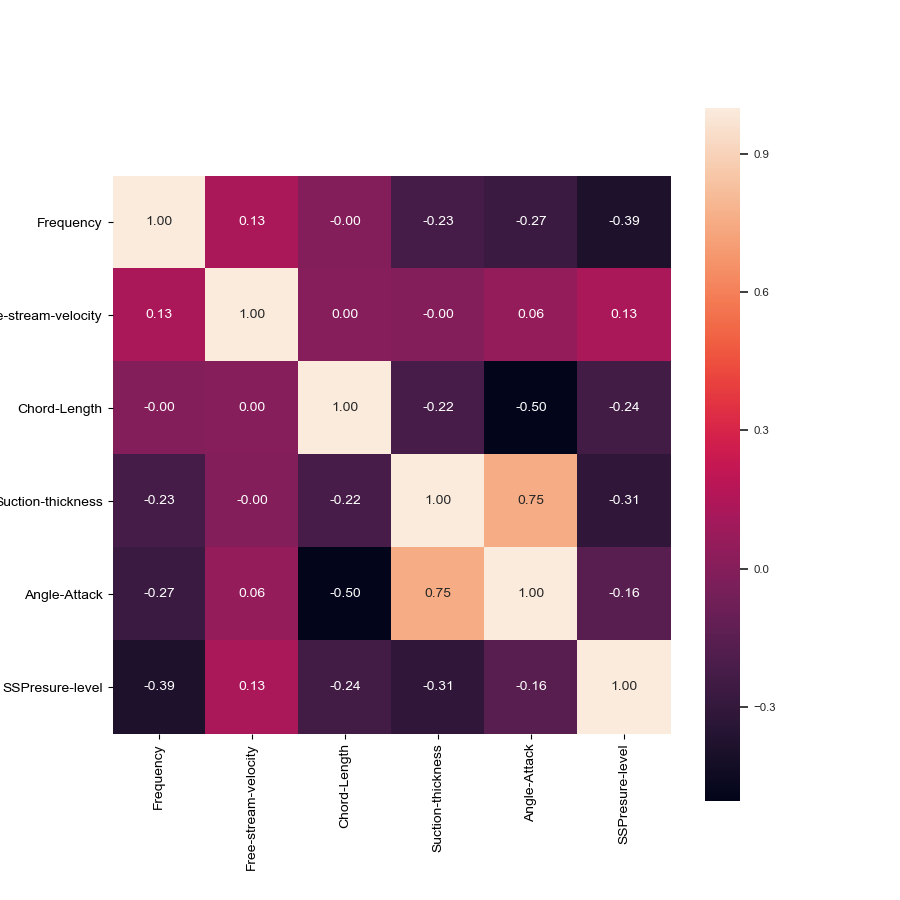 0.9
Frequency 1.00 0.13 -0.00 -0.23 -0.27 -0.39
0.6
e-stream-velocity 0.13 1.00 0.00 -0.00 0.06 0.13
Chord-Length -0.00 0.00 1.00 -0.22 -0.50 -0.24
0.3
Suction-thickness -0.23 -0.00 -0.22 1.00 0.75 -0.31
0.0
Angle-Attack -0.27 0.06 -0.50 0.75 1.00 -0.16
SSPresure-level -0.39 0.13 -0.24 -0.31 -0.16 1.00
−0.3
Frequency
Free-stream-velocity
Chord-Length
Suction-thickness
Angle-Attack
SSPresure-level